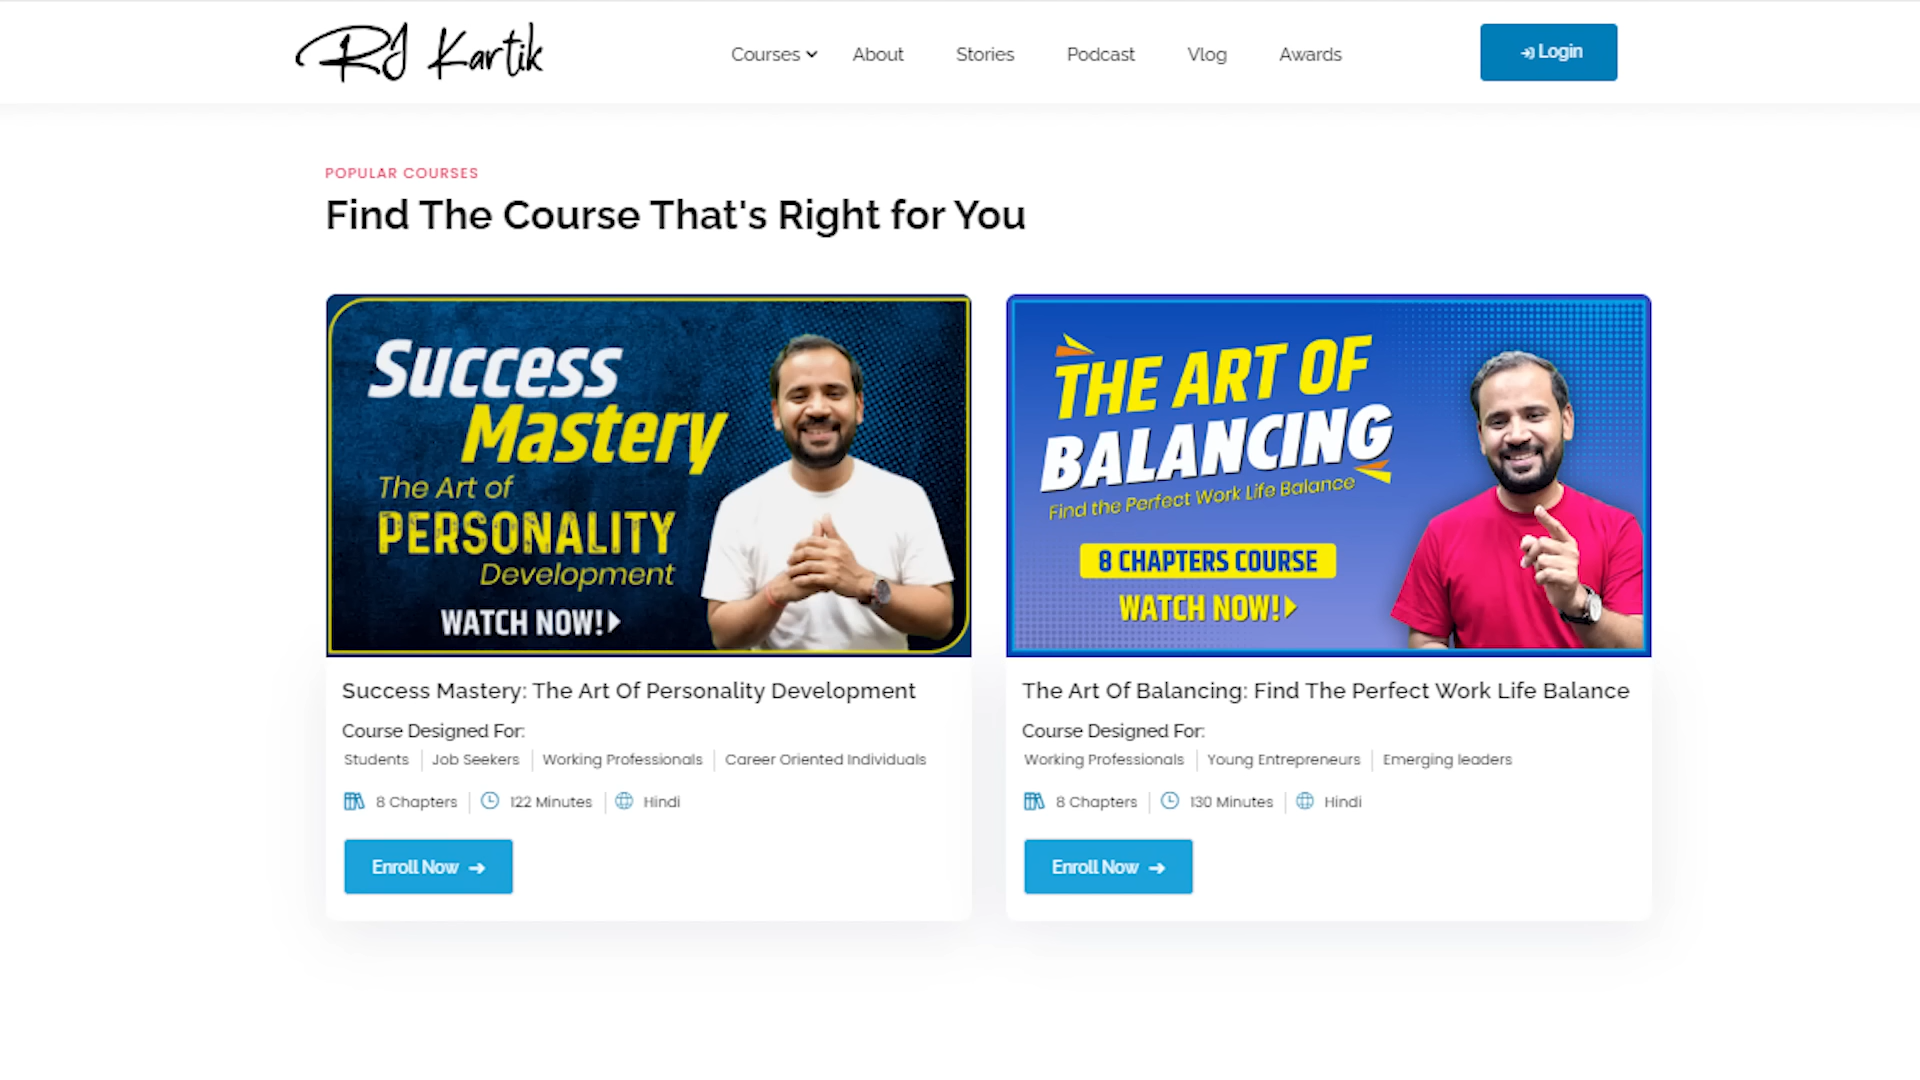 RJ Kartik
Courses About Stories Podcast Vlog Awards
Login
POPULAR COURSES
Find The Course That's Right for You
Success
Mastery
The Art of
PERSONALITY
Development
WATCH NOW!
THE ART OF
BALANCING
Find the Perfect Work Life Balance
8 CHAPTERS COURSE
WATCH NOW!
Success Mastery: The Art Of Personality Development
Course Designed For:
Students Job Seekers Working Professionals Career Oriented Individuals
8 Chapters 122 Minutes Hindi
Enroll Now
The Art Of Balancing: Find The Perfect Work Life Balance
Course Designed For:
Working Professionals Young Entrepreneurs Emerging leaders
8 Chapters 130 Minutes Hindi
Enroll Now